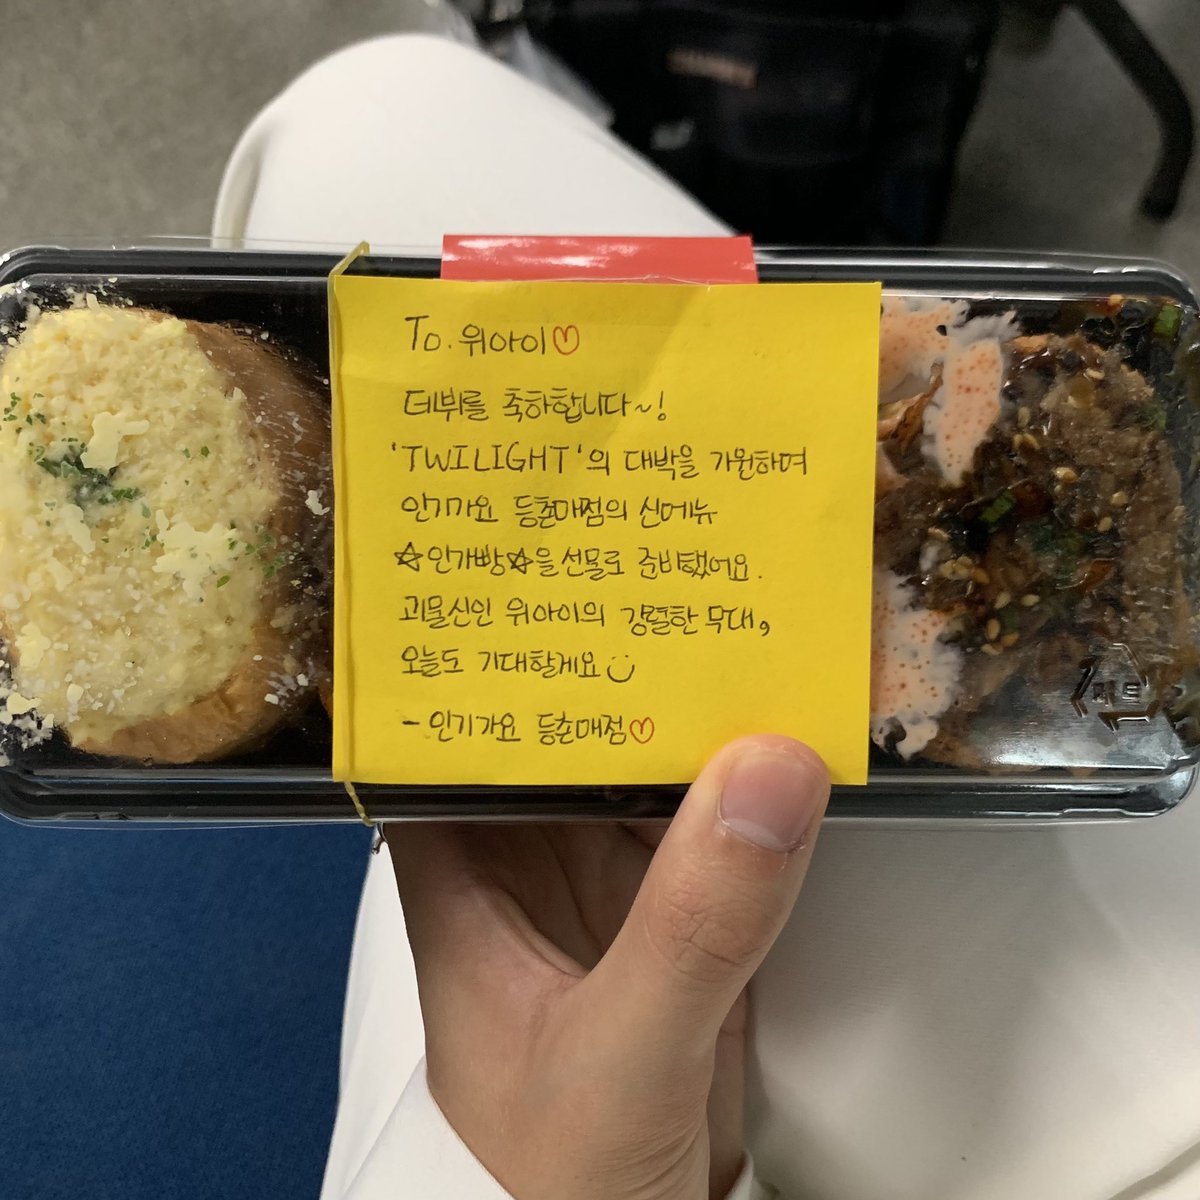 To. 위아이♡
데뷔를 축하합니다~!
'TWILIGHT'의 대박을 기원하며
인기가요 등촌매점의 신메뉴
☆인가빵☆을 선물로 준비했어요.
괴물신인 위아이의 강렬한 무대,
오늘도 기대할게요
- 인기가요 등촌매점♡